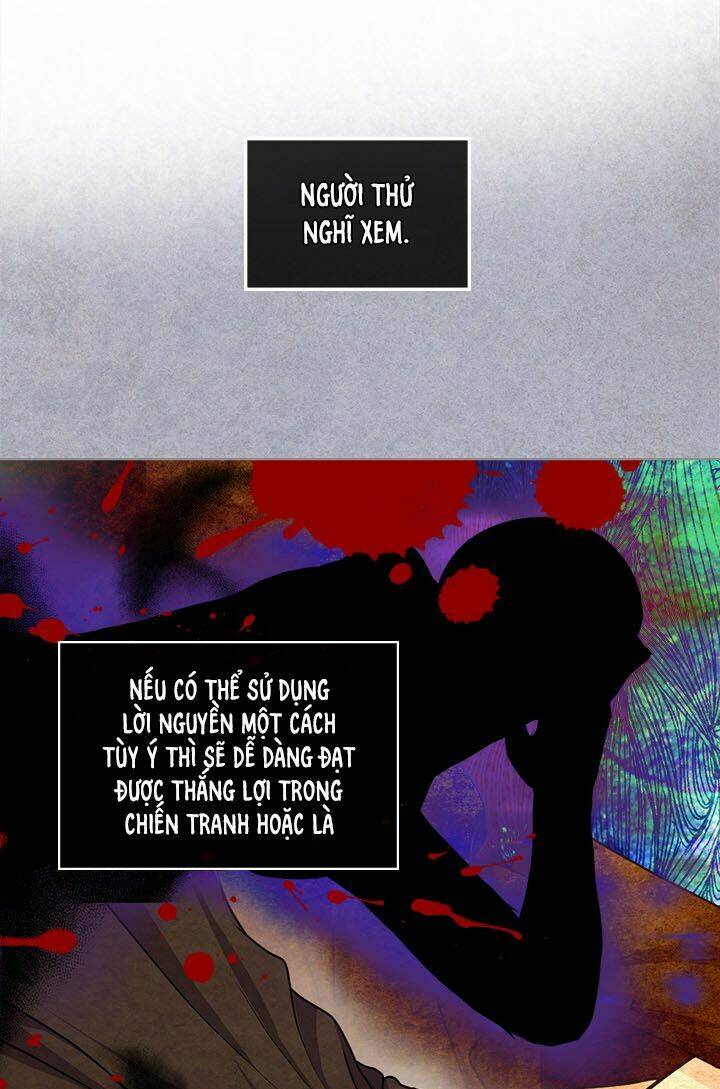 NGƯỜI THỬ
NGHĨ XEM.
NẾU CÓ THỂ SỬ DỤNG
LỜI NGUYỀN MỘT CÁCH
TÙY Ý THÌ SẼ DỄ DÀNG ĐẠT
ĐƯỢC THẮNG LỢI TRONG
CHIẾN TRANH HOẶC LÀ